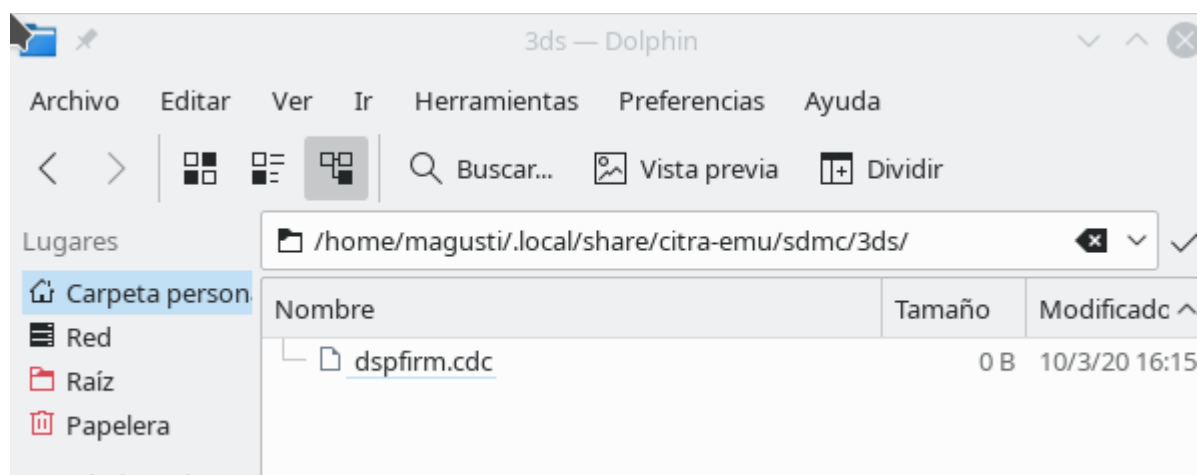 3ds — Dolphin
Archivo Editar Ver Ir Herramientas Preferencias Ayuda
Buscar... Vista previa Dividir
Lugares
/home/magusti/.local/share/citra-emu/sdmc/3ds/
Carpeta person
Red
Raíz
Papelera
Nombre Tamaño Modificado
dspfirm.cdc 0 B 10/3/20 16:15